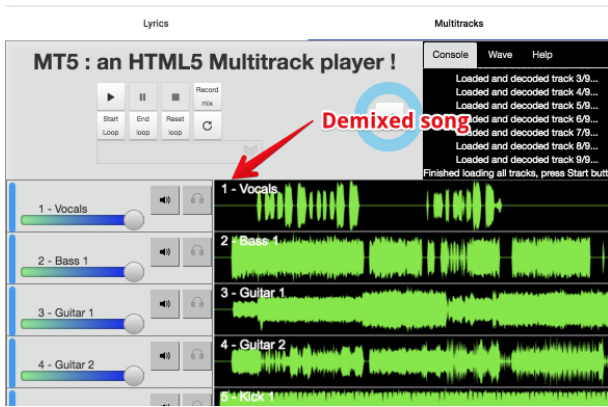 Lyrics
Multitracks
MT5 : an HTML5 Multitrack player !
Console
Wave
Help
Record
mix
Start
Loop
End
loop
Reset
loop
Loaded and decoded track 3/9...
Loaded and decoded track 4/9...
Loaded and decoded track 5/9...
Loaded and decoded track 6/9...
Loaded and decoded track 7/9...
Loaded and decoded track 8/9...
Loaded and decoded track 9/9...
Finished loading all tracks, press Start butt
Demixed song
1 - Vocals
1 - Vocals
2 - Bass 1
2 - Bass 1
3 - Guitar 1
3 - Guitar 1
4 - Guitar 2
4 - Guitar 2
5 - Kick 1